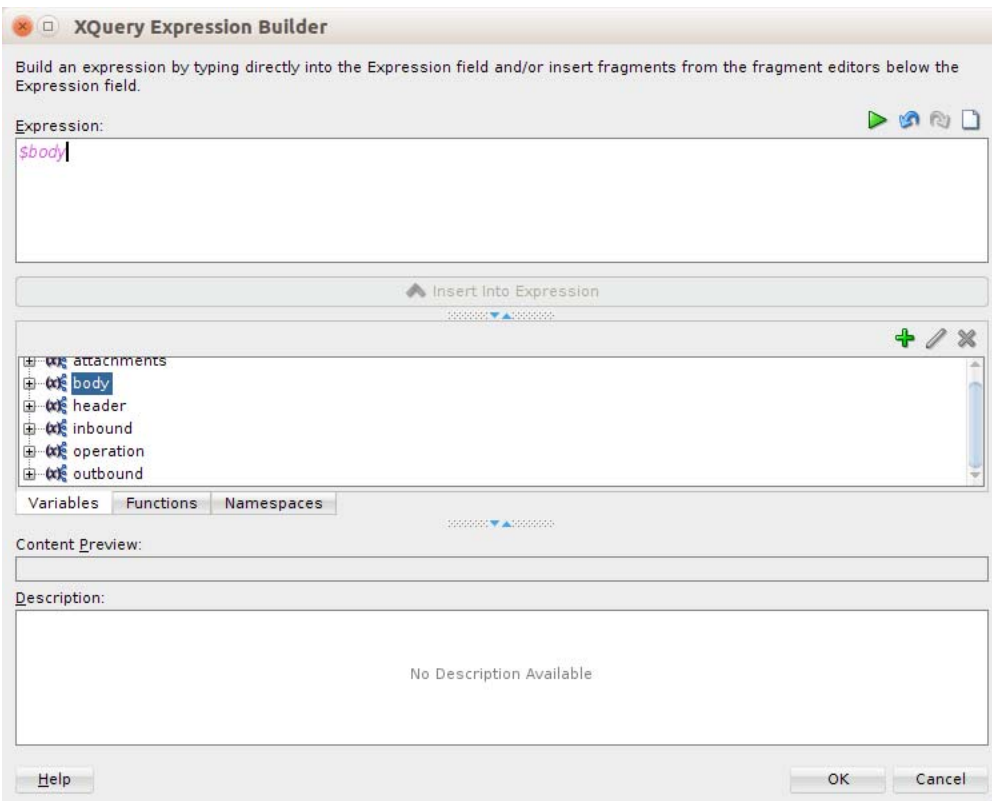 XQuery Expression Builder
Build an expression by typing directly into the Expression field and/or insert fragments from the fragment editors below the
Expression field.
Expression:
$body
Insert Into Expression
attachments
body
header
inbound
operation
outbound
Variables Functions Namespaces
Content Preview:
Description:
No Description Available
Help OK Cancel